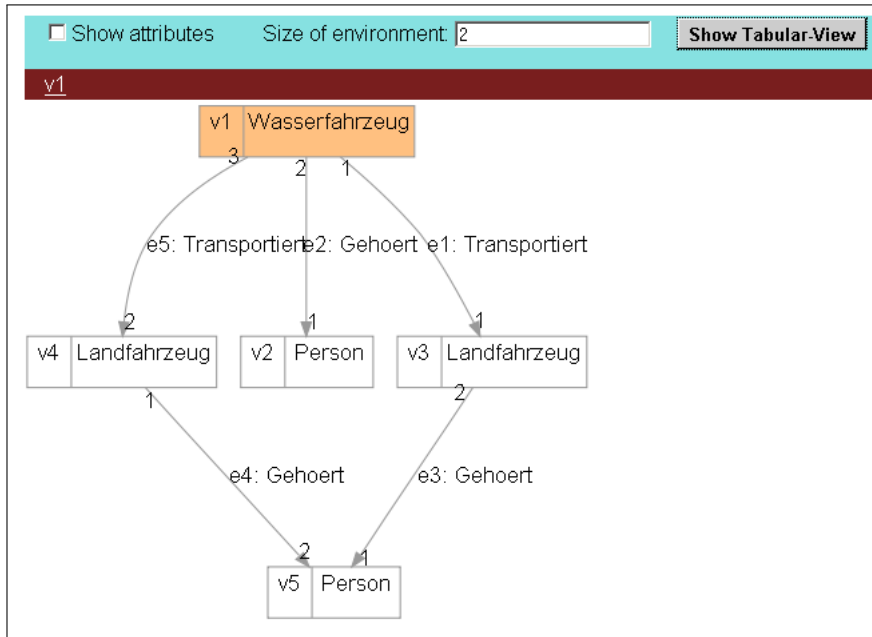 Show attributes Size of environment: 2 Show Tabular-View
v1
v1 Wasserfahrzeug
3 2 1
e5: Transportiert e2: Gehoert e1: Transportiert
2 1 1
v4 Landfahrzeug v2 Person v3 Landfahrzeug
1 2
e4: Gehoert e3: Gehoert
2 1
v5 Person